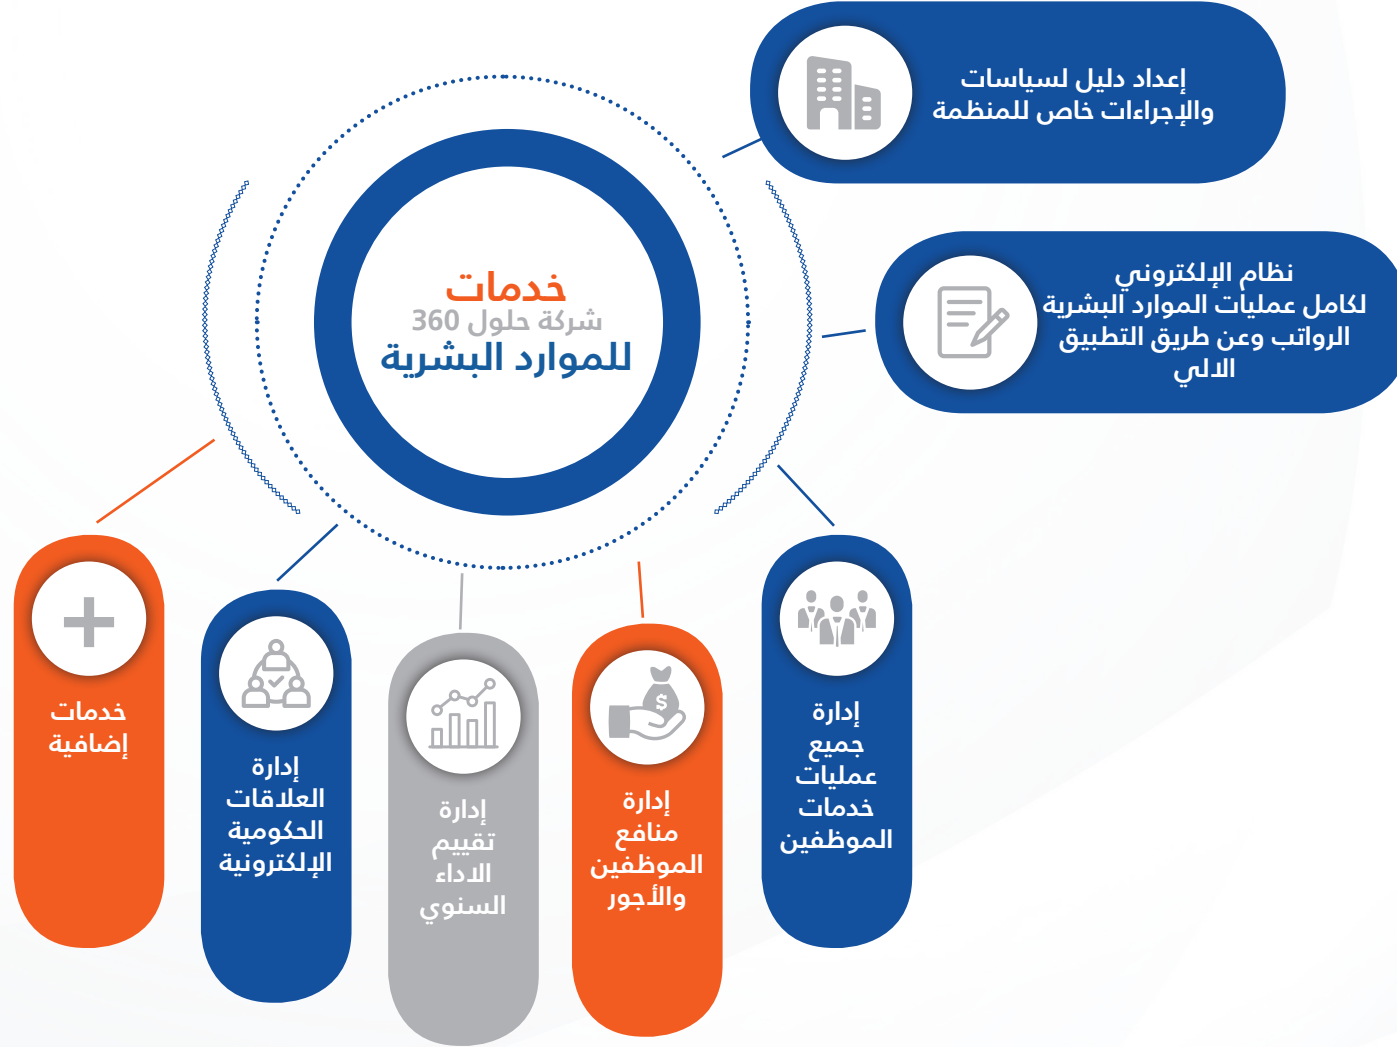 خدمات
شركة حلول 360
للموارد البشرية
إعداد دليل لسياسات
والإجراءات خاص للمنظمة
نظام الإلكتروني
لكامل عمليات الموارد البشرية
الرواتب وعن طريق التطبيق
الالي
إدارة
جميع
عمليات
خدمات
الموظفين
إدارة
منافع
الموظفين
والأجور
إدارة
تقييم
الاداء
السنوي
إدارة
العلاقات
الحكومية
الإلكترونية
خدمات
إضافية